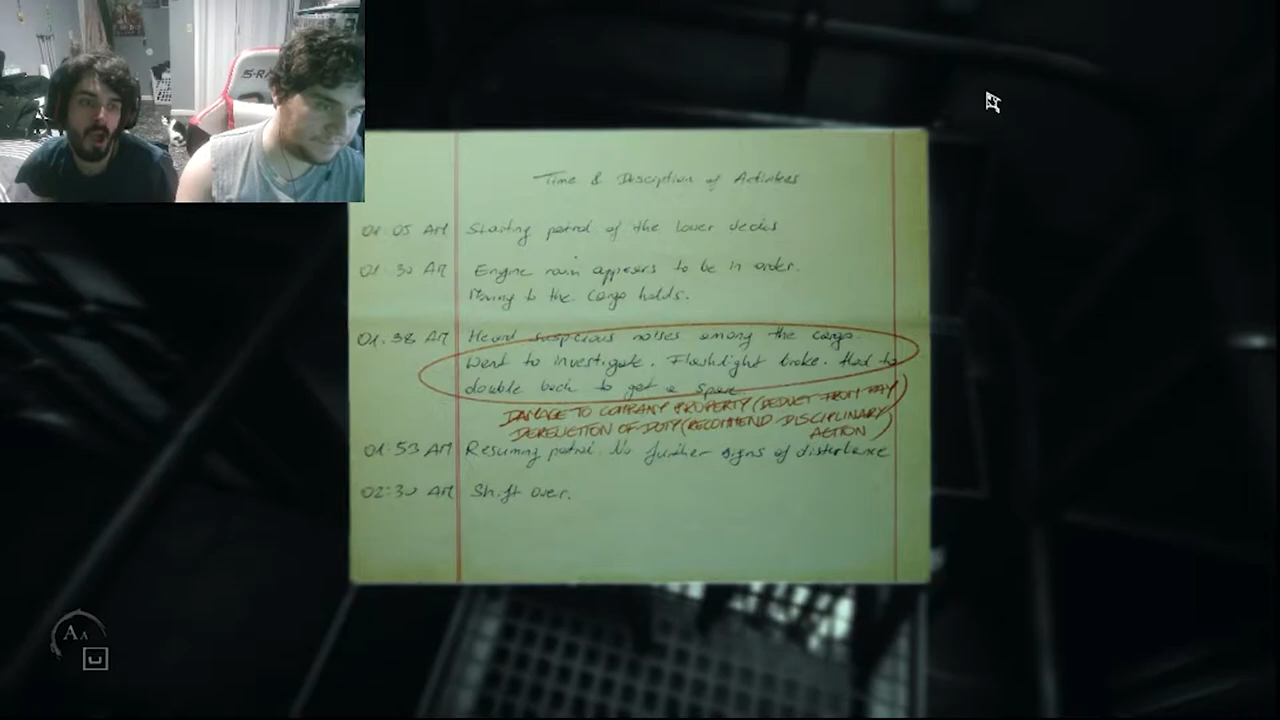 5-RA
Time & Discription of Activities
01:05 AM Starting patrol of the lower decks
01:30 AM Engine room appears to be in order.
Moving to the cargo holds.
01:38 AM Heard suspicious noises among the cargo.
Went to investigate. Flashlight broke. Had to
double back to get a spare
DAMAGE TO COMPANY PROPERTY (DEDUCT FROM PAY)
DERELICTION OF DUTY (RECOMMEND DISCIPLINARY
ACTION)
01:53 AM Resuming patrol. No further signs of disturbance
02:30 AM Shift over.
AA